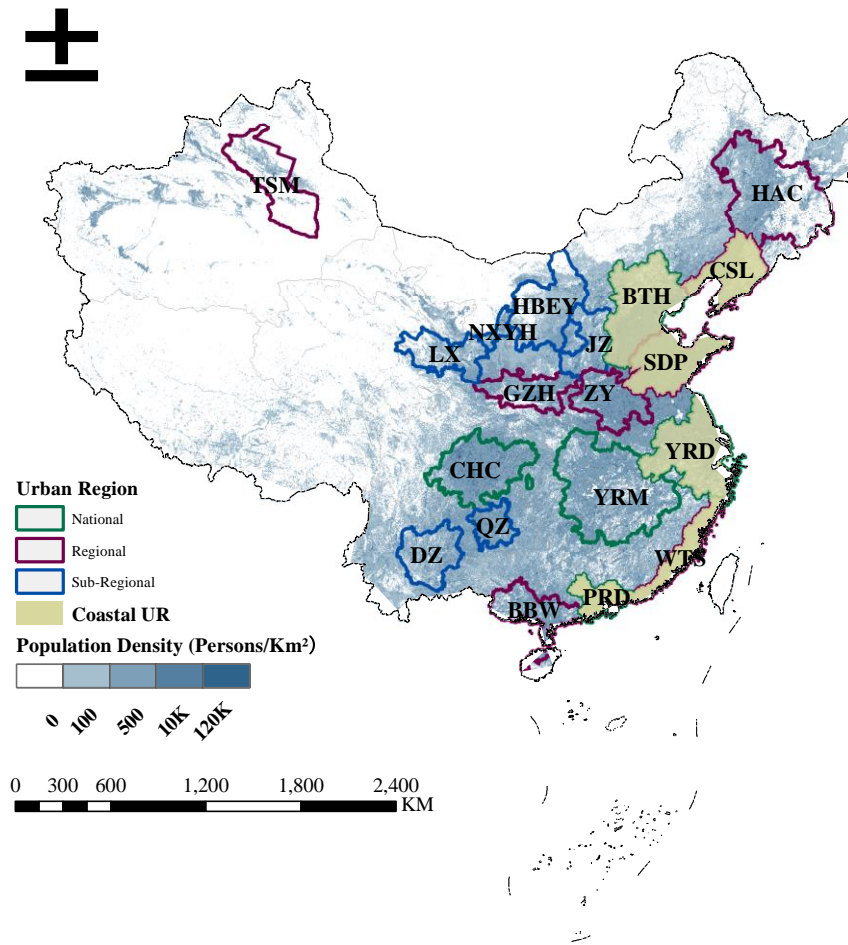 TSM
HAC
CSL
BTH
HBEY
NXYH
JZ
LX
SDP
GZH
ZY
YRD
CHC
YRM
QZ
DZ
WTS
PRD
BBW
Urban Region
National
Regional
Sub-Regional
Coastal UR
Population Density (Persons/Km²)
0 100 500 10K 120K
0 300 600 1,200 1,800 2,400
KM